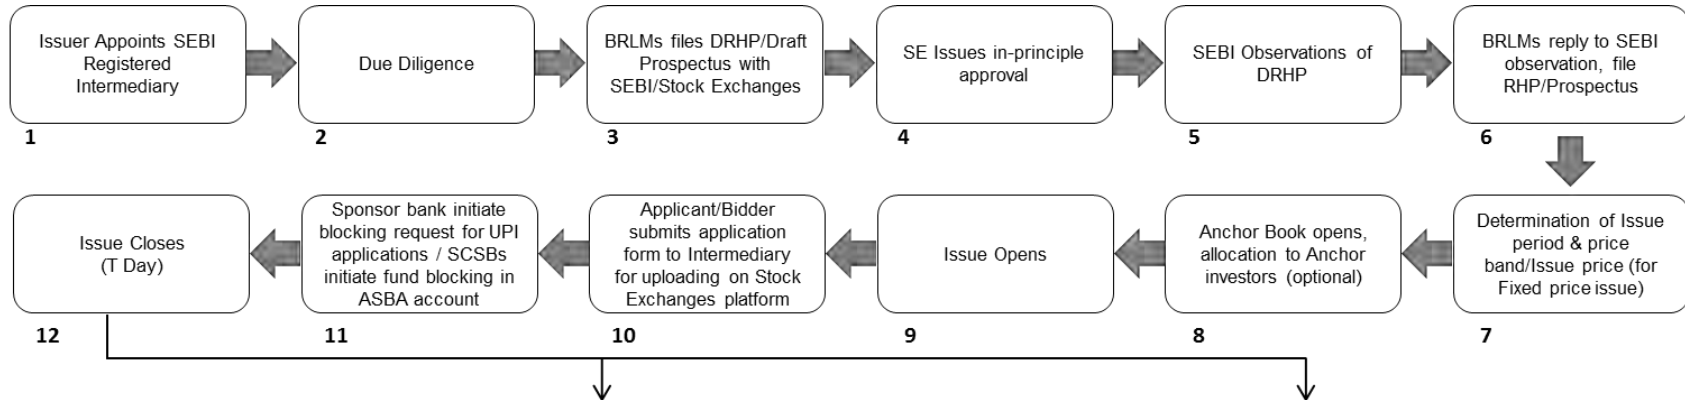 Issuer Appoints SEBI
Registered
Intermediary
1
Due Diligence
2
BRLMs files DRHP/Draft
Prospectus with
SEBI/Stock Exchanges
3
SE Issues in-principle
approval
4
SEBI Observations of
DRHP
5
BRLMs reply to SEBI
observation, file
RHP/Prospectus
6
Determination of Issue
period & price
band/Issue price (for
Fixed price issue)
7
Anchor Book opens,
allocation to Anchor
investors (optional)
8
Issue Opens
9
Applicant/Bidder
submits application
form to Intermediary
for uploading on Stock
Exchanges platform
10
Sponsor bank initiate
blocking request for UPI
applications / SCSBs
initiate fund blocking in
ASBA account
11
Issue Closes
(T Day)
12